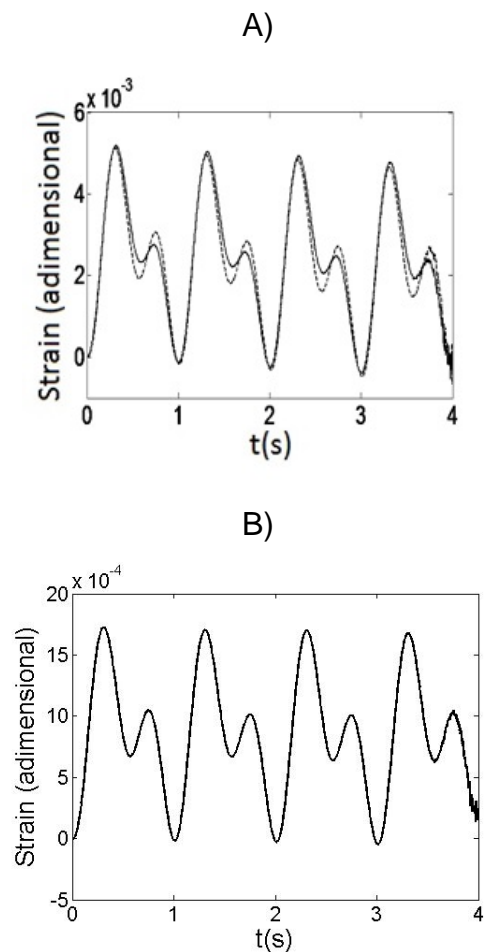 A)
6 x 10-3
4
2
0
0 1 2 3 4
Strain (adimensional)
t(s)
B)
20 x 10-4
15
10
5
0
-5
0 1 2 3 4
Strain (adimensional)
t(s)